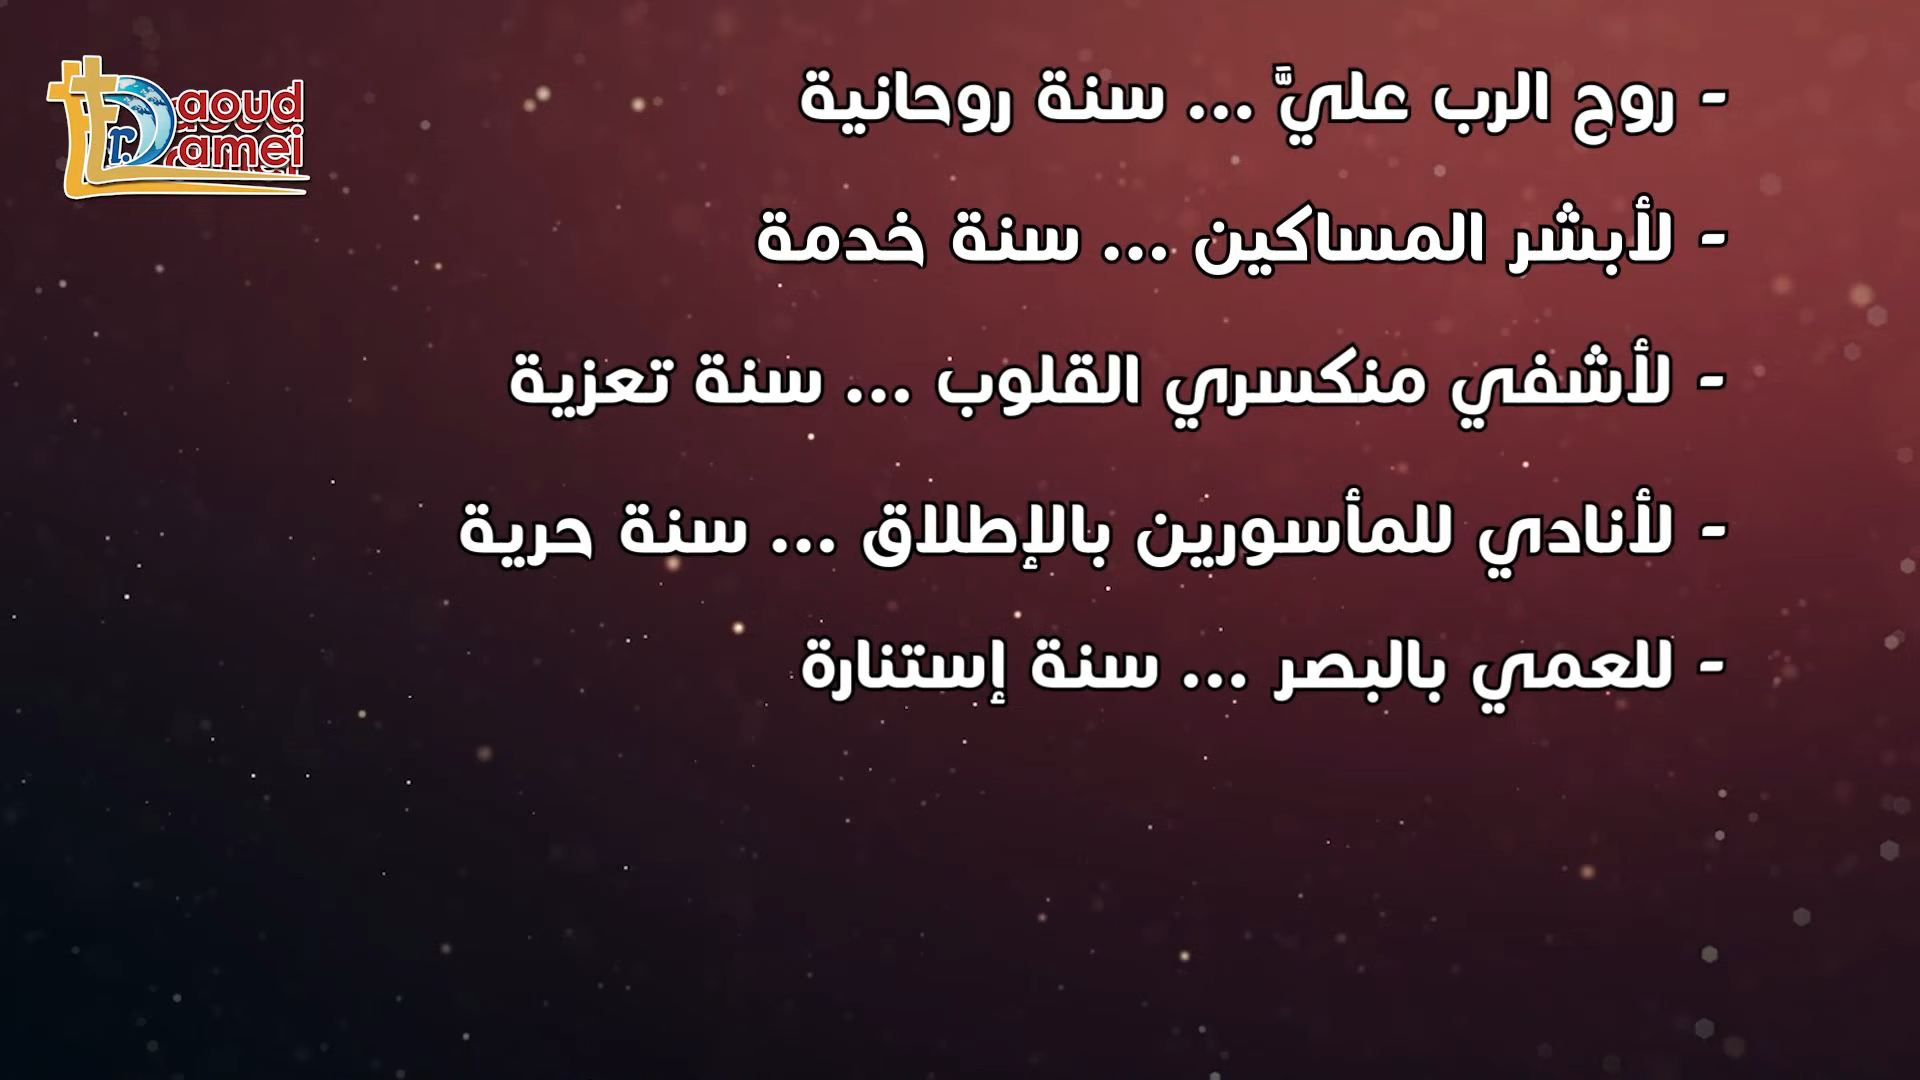 Fr. Daoud Lamei
- روح الرب عليَّ ... سنة روحانية
- لأبشر المساكين ... سنة خدمة
- لأشفي منكسري القلوب ... سنة تعزية
- لأنادي للمأسورين بالإطلاق ... سنة حرية
- للعمي بالبصر ... سنة إستنارة